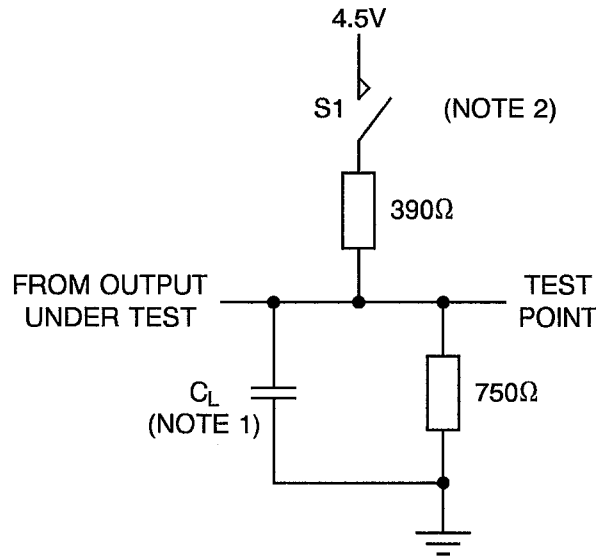 4.5V
S1
(NOTE 2)
390Ω
FROM OUTPUT
UNDER TEST
TEST
POINT
CL
(NOTE 1)
750Ω